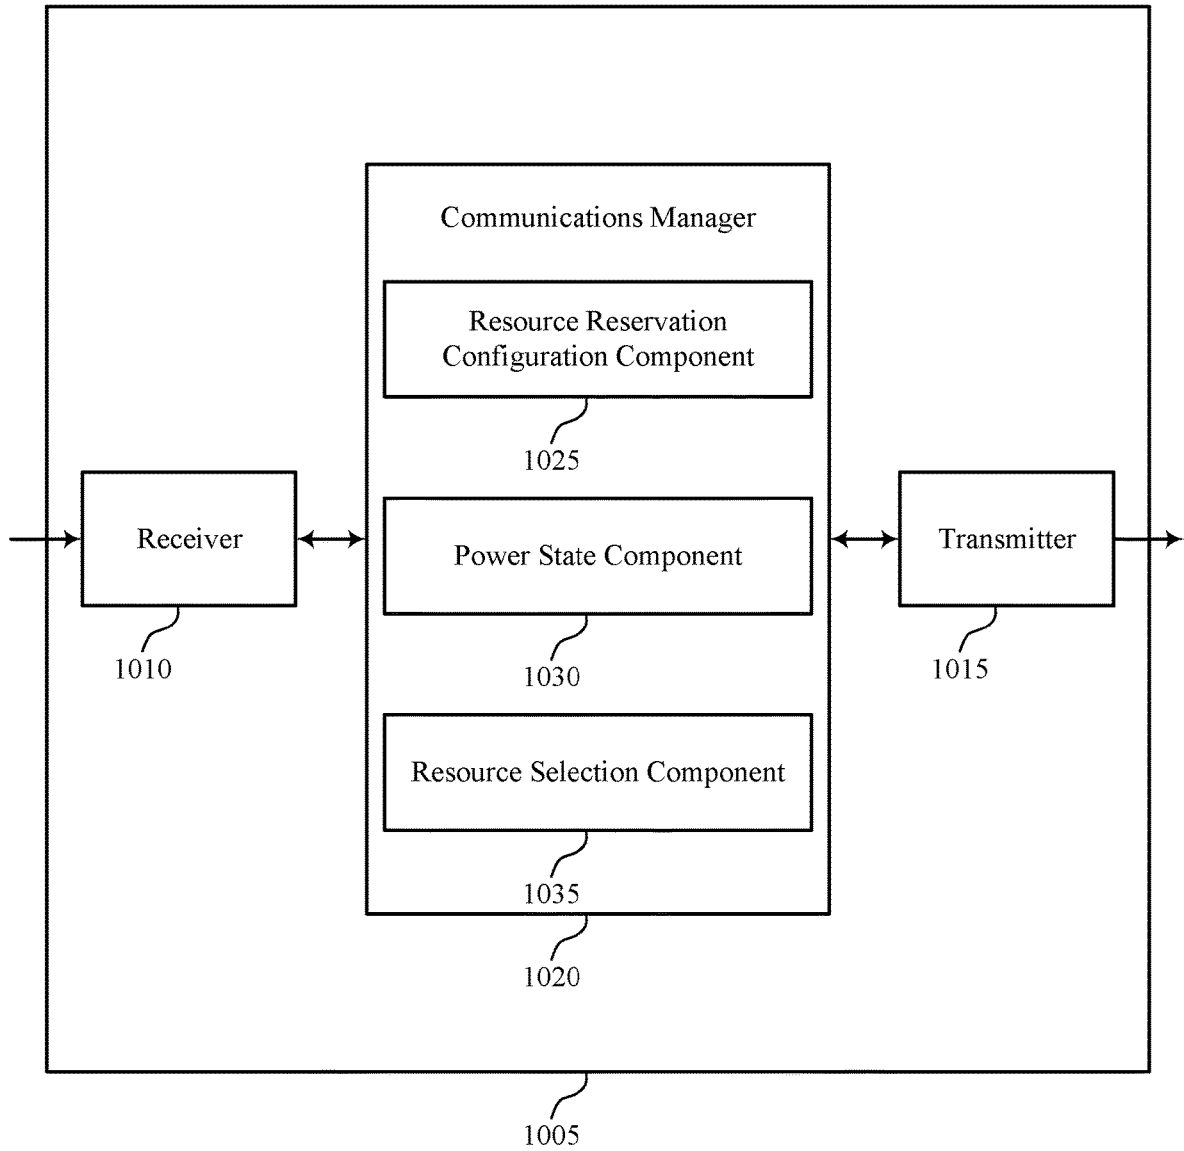 Communications Manager
Resource Reservation
Configuration Component
1025
Receiver
1010
Power State Component
1030
Transmitter
1015
Resource Selection Component
1035
1020
1005